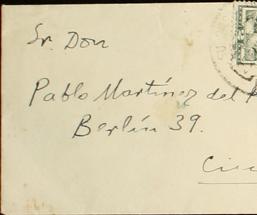 Sr. Don
Pablo Martínez del
Berlín 39.